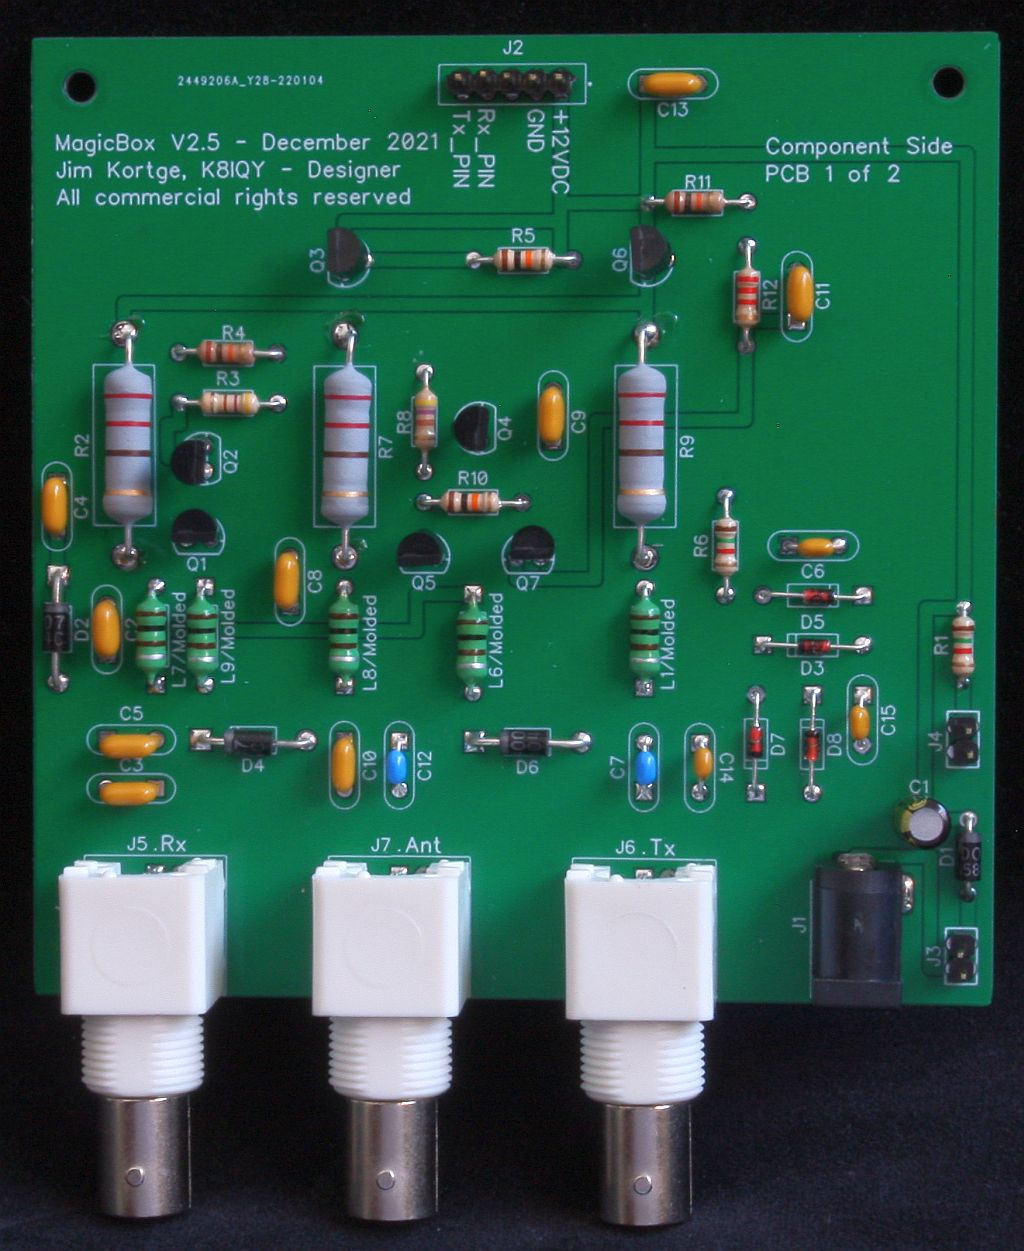 J2
2449206A_Y28-220104
C13
MagicBox V2.5 - December 2021
Jim Kortge, K8IQY - Designer
All commercial rights reserved
Tx_PIN
Rx_PIN
GND
+12VDC
Component Side
PCB 1 of 2
R11
Q3
R5
Q6
R12
C11
R4
R3
R2
Q2
R7
R8
Q4
C9
R9
R10
C4
Q1
Q5
Q7
R6
C6
C8
D5
D7
D2
C2
L7/Molded
L9/Molded
L8/Molded
L6/Molded
L1/Molded
D3
R1
C5
C3
D4
C10
C12
D6
C7
C14
D7
D8
C15
J4
C1
D1
J5.Rx
J7.Ant
J6.Tx
J1
J3